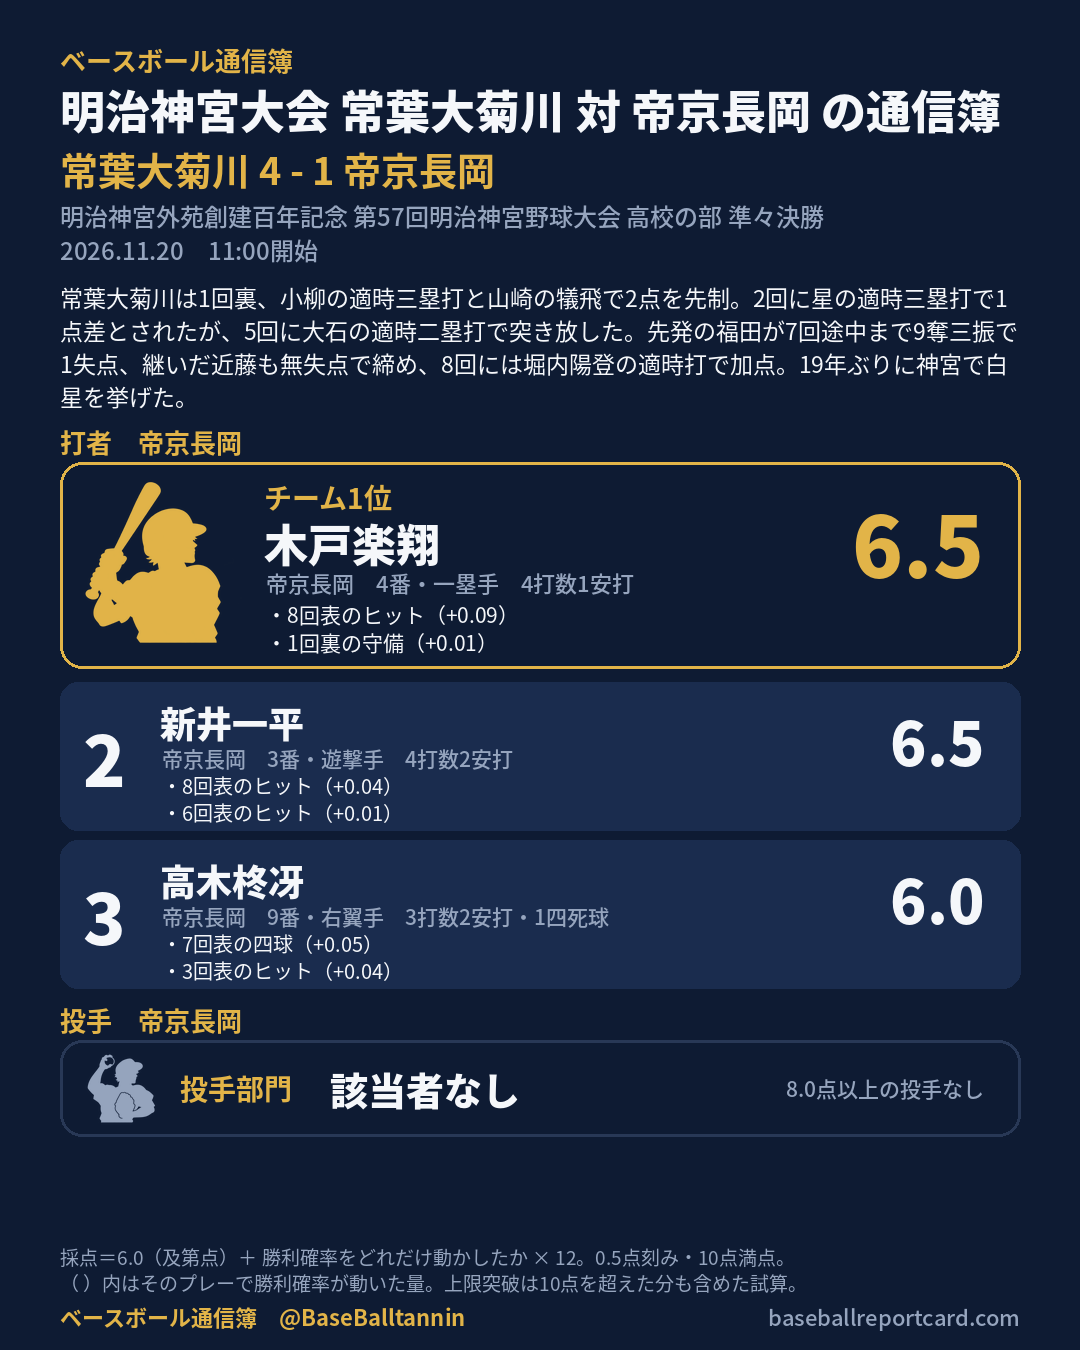 ベースボール通信簿
明治神宮大会 常葉大菊川 対 帝京長岡 の通信簿
常葉大菊川 4 - 1 帝京長岡
明治神宮外苑創建百年記念 第57回明治神宮野球大会 高校の部 準々決勝
2026.11.20　11:00開始
常葉大菊川は1回裏、小柳の適時三塁打と山崎の犠飛で2点を先制。2回に星の適時三塁打で1
点差とされたが、5回に大石の適時二塁打で突き放した。先発の福田が7回途中まで9奪三振で
1失点、継いだ近藤も無失点で締め、8回には堀内陽登の適時打で加点。19年ぶりに神宮で白
星を挙げた。
打者　帝京長岡
チーム1位
木戸楽翔
6.5
帝京長岡　4番・一塁手　4打数1安打
・8回表のヒット（+0.09）
・1回裏の守備（+0.01）
2
新井一平
6.5
帝京長岡　3番・遊撃手　4打数2安打
・8回表のヒット（+0.04）
・6回表のヒット（+0.01）
3
高木柊冴
6.0
帝京長岡　9番・右翼手　3打数2安打・1四死球
・7回表の四球（+0.05）
・3回表のヒット（+0.04）
投手　帝京長岡
投手部門　該当者なし　8.0点以上の投手なし
採点＝6.0（及第点）＋ 勝利確率をどれだけ動かしたか × 12。0.5点刻み・10点満点。
（ ）内はそのプレーで勝利確率が動いた量。上限突破は10点を超えた分も含めた試算。
ベースボール通信簿　@BaseBalltannin
baseballreportcard.com